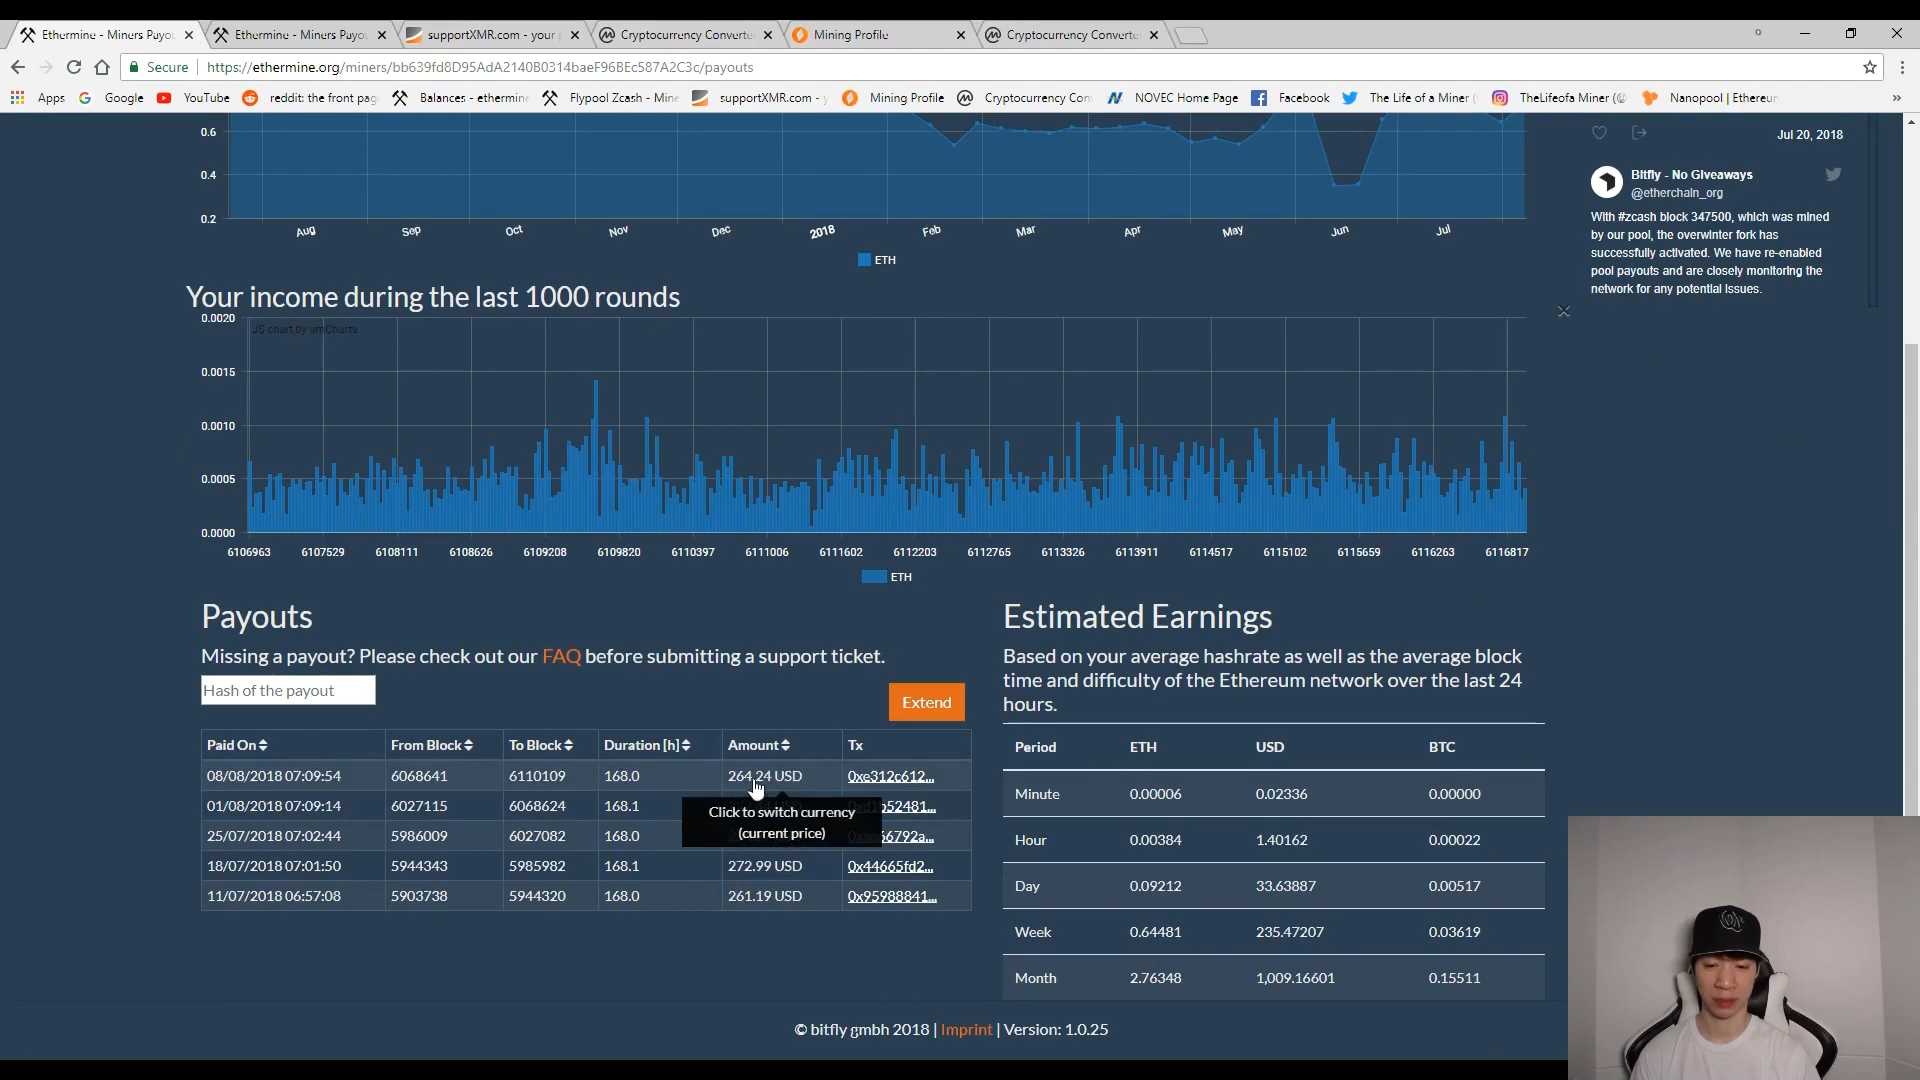 Ethermine - Miners Payo
Ethermine - Miners Payo
supportXMR.com - your p
Cryptocurrency Converte
Mining Profile
Cryptocurrency Converte
Secure
https://ethermine.org/miners/bb639fd8D95AdA2140B0314baeF96BEc587A2C3c/payouts
Apps
Google
YouTube
reddit: the front pag
Balances - ethermine
Flypool Zcash - Mine
supportXMR.com - y
Mining Profile
Cryptocurrency Con
NOVEC Home Page
Facebook
The Life of a Miner (
TheLifeofa Miner (@
Nanopool | Ethereu
0.6
0.4
0.2
Aug Sep Oct Nov Dec 2018 Feb Mar Apr May Jun Jul
ETH
Jul 20, 2018
Bitfly - No Giveaways
@etherchain_org
With #zcash block 347500, which was mined
by our pool, the overwinter fork has
successfully activated. We have re-enabled
pool payouts and are closely monitoring the
network for any potential issues.
Your income during the last 1000 rounds
JS chart by amCharts
0.0020
0.0015
0.0010
0.0005
0.0000
6106963 6107529 6108111 6108626 6109208 6109820 6110397 6111006 6111602 6112203 6112765 6113326 6113911 6114517 6115102 6115659 6116263 6116817
ETH
Payouts
Missing a payout? Please check out our FAQ before submitting a support ticket.
Hash of the payout
Extend
Paid On From Block To Block Duration [h] Amount Tx
08/08/2018 07:09:54 6068641 6110109 168.0 264.24 USD 0xe312c612...
01/08/2018 07:09:14 6027115 6068624 168.1 b52481...
25/07/2018 07:02:44 5986009 6027082 168.0 66792a...
18/07/2018 07:01:50 5944343 5985982 168.1 272.99 USD 0x44665fd2...
11/07/2018 06:57:08 5903738 5944320 168.0 261.19 USD 0x95988841...
Click to switch currency
(current price)
Estimated Earnings
Based on your average hashrate as well as the average block
time and difficulty of the Ethereum network over the last 24
hours.
Period ETH USD BTC
Minute 0.00006 0.02336 0.00000
Hour 0.00384 1.40162 0.00022
Day 0.09212 33.63887 0.00517
Week 0.64481 235.47207 0.03619
Month 2.76348 1,009.16601 0.15511
© bitfly gmbh 2018 | Imprint | Version: 1.0.25